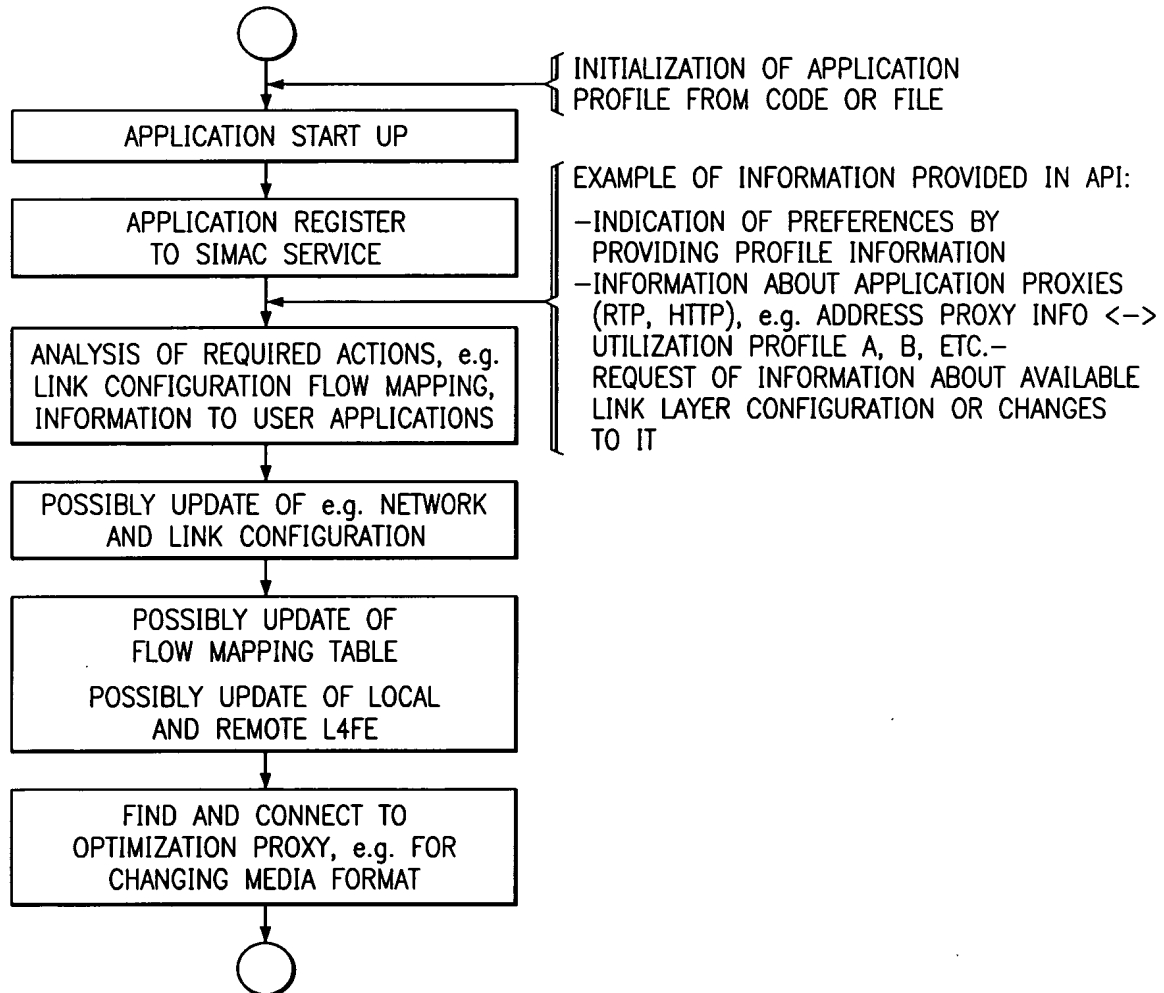 INITIALIZATION OF APPLICATION
PROFILE FROM CODE OR FILE
APPLICATION START UP
APPLICATION REGISTER
TO SIMAC SERVICE
EXAMPLE OF INFORMATION PROVIDED IN API:
–INDICATION OF PREFERENCES BY
PROVIDING PROFILE INFORMATION
–INFORMATION ABOUT APPLICATION PROXIES
(RTP, HTTP), e.g. ADDRESS PROXY INFO <–>
UTILIZATION PROFILE A, B, ETC.–
REQUEST OF INFORMATION ABOUT AVAILABLE
LINK LAYER CONFIGURATION OR CHANGES
TO IT
ANALYSIS OF REQUIRED ACTIONS, e.g.
LINK CONFIGURATION FLOW MAPPING,
INFORMATION TO USER APPLICATIONS
POSSIBLY UPDATE OF e.g. NETWORK
AND LINK CONFIGURATION
POSSIBLY UPDATE OF
FLOW MAPPING TABLE
POSSIBLY UPDATE OF LOCAL
AND REMOTE L4FE
FIND AND CONNECT TO
OPTIMIZATION PROXY, e.g. FOR
CHANGING MEDIA FORMAT